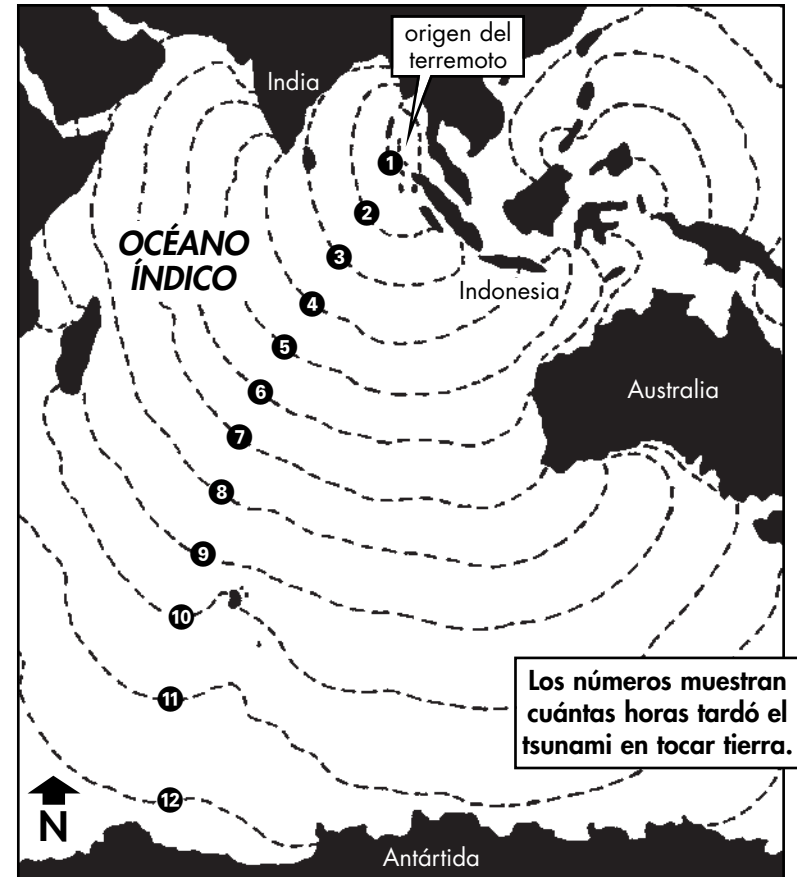 origen del
terremoto
India
1
2
OCÉANO
ÍNDICO
3
Indonesia
4
5
Australia
6
7
8
9
10
Los números muestran
cuántas horas tardó el
tsunami en tocar tierra.
11
12
N
Antártida